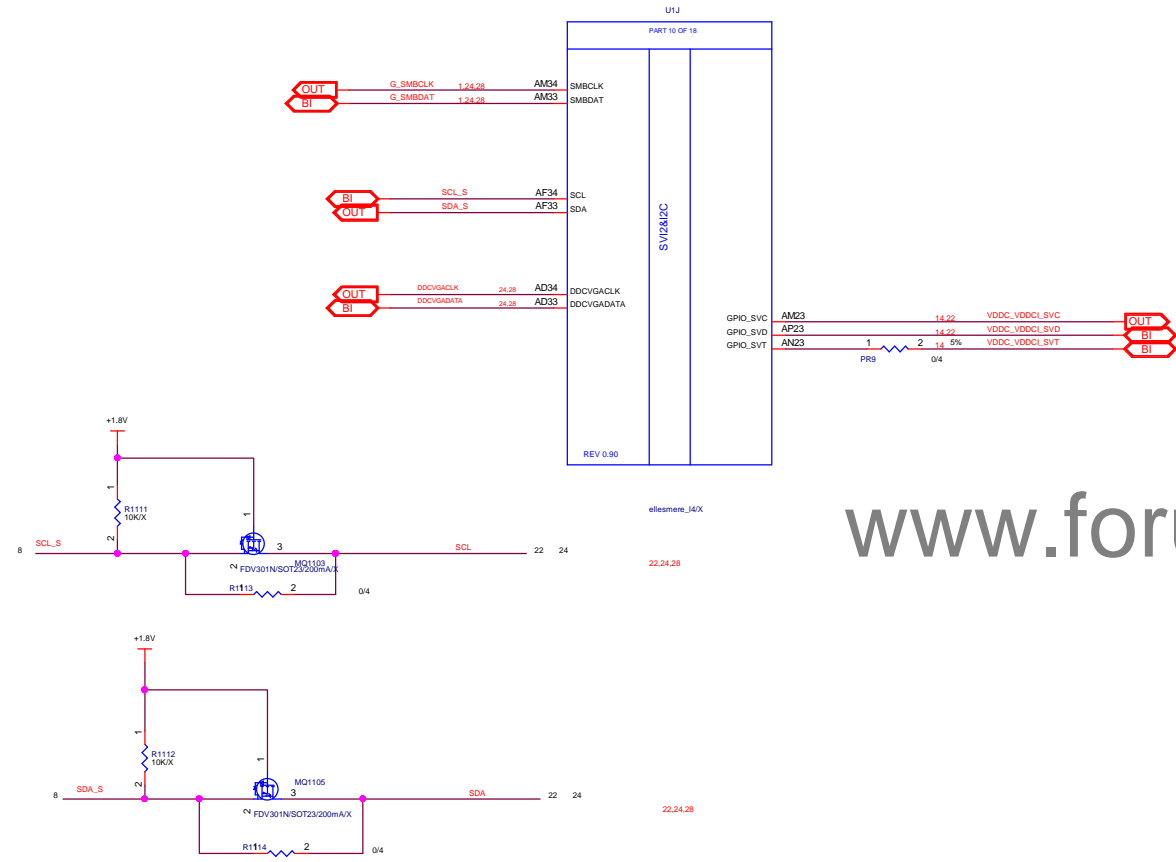 U1J
PART 10 OF 18
OUT G_SMBCLK 1,24,28 AM34 SMBCLK
BI G_SMBDAT 1,24,28 AM33 SMBDAT
BI SCL_S AF34 SCL
OUT SDA_S AF33 SDA
SVI2&I2C
OUT DDCVGACLK 24,28 AD34 DDCVGACLK
BI DDCVGADATA 24,28 AD33 DDCVGADATA
GPIO_SVC AM23 14,22 VDDC_VDDCI_SVC OUT
GPIO_SVD AP23 14,22 VDDC_VDDCI_SVD BI
GPIO_SVT AN23 1 2 14 5% VDDC_VDDCI_SVT BI
PR9 0/4
REV 0.90
ellesmere_l4/X
www.foru
+1.8V
1
R1111
10K/X
2
1
8 SCL_S 3 SCL 22 24
2 MQ1103
FDV301N/SOT23/200mA/X
R1113 1 2 0/4
22,24,28
+1.8V
1
R1112
10K/X
2
1
MQ1105
8 SDA_S 3 SDA 22 24
2 FDV301N/SOT23/200mA/X
R1114 1 2 0/4
22,24,28